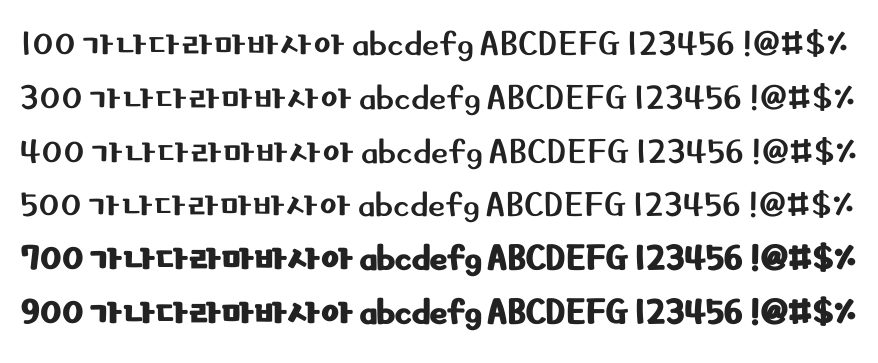 100 가나다라마바사아 abcdefg ABCDEFG 123456 !@#$%
300 가나다라마바사아 abcdefg ABCDEFG 123456 !@#$%
400 가나다라마바사아 abcdefg ABCDEFG 123456 !@#$%
500 가나다라마바사아 abcdefg ABCDEFG 123456 !@#$%
700 가나다라마바사아 abcdefg ABCDEFG 123456 !@#$%
900 가나다라마바사아 abcdefg ABCDEFG 123456 !@#$%